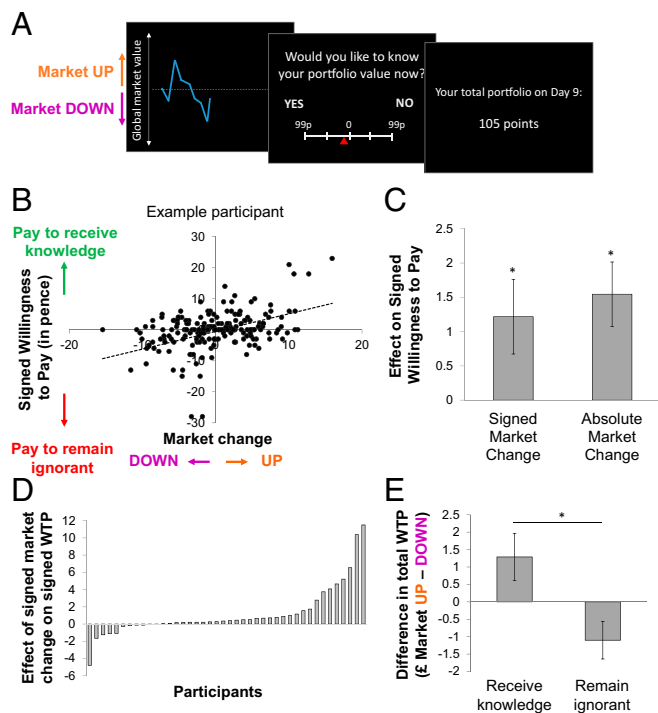 A
Market UP
Market DOWN
Global market value
Would you like to know
your portfolio value now?
YES NO
99p 0 99p
Your total portfolio on Day 9:
105 points
B
Example participant
Pay to receive
knowledge
Signed Willingness
to Pay (in pence)
Pay to remain
ignorant
30
20
10
0
-10
-20
-30
-20 -10 0 10 20
Market change
DOWN UP
C
Effect on Signed
Willingness to Pay
2.5
2
1.5
1
0.5
0
* *
Signed
Market
Change
Absolute
Market
Change
D
Effect of signed market
change on signed WTP
12
10
8
6
4
2
0
-2
-4
-6
Participants
E
Difference in total WTP
(£ Market UP – DOWN)
2.5
2
1.5
1
0.5
0
-0.5
-1
-1.5
-2
*
Receive
knowledge
Remain
ignorant